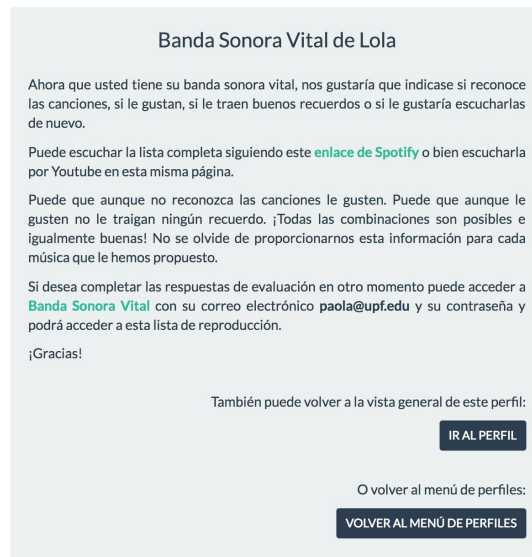 Banda Sonora Vital de Lola
Ahora que usted tiene su banda sonora vital, nos gustaría que indicase si reconoce
las canciones, si le gustan, si le traen buenos recuerdos o si le gustaría escucharlas
de nuevo.
Puede escuchar la lista completa siguiendo este enlace de Spotify o bien escucharla
por Youtube en esta misma página.
Puede que aunque no reconozca las canciones le gusten. Puede que aunque le
gusten no le traigan ningún recuerdo. ¡Todas las combinaciones son posibles e
igualmente buenas! No se olvide de proporcionarnos esta información para cada
música que le hemos propuesto.
Si desea completar las respuestas de evaluación en otro momento puede acceder a
Banda Sonora Vital con su correo electrónico paola@upf.edu y su contraseña y
podrá acceder a esta lista de reproducción.
¡Gracias!
También puede volver a la vista general de este perfil:
IR AL PERFIL
O volver al menú de perfiles:
VOLVER AL MENÚ DE PERFILES